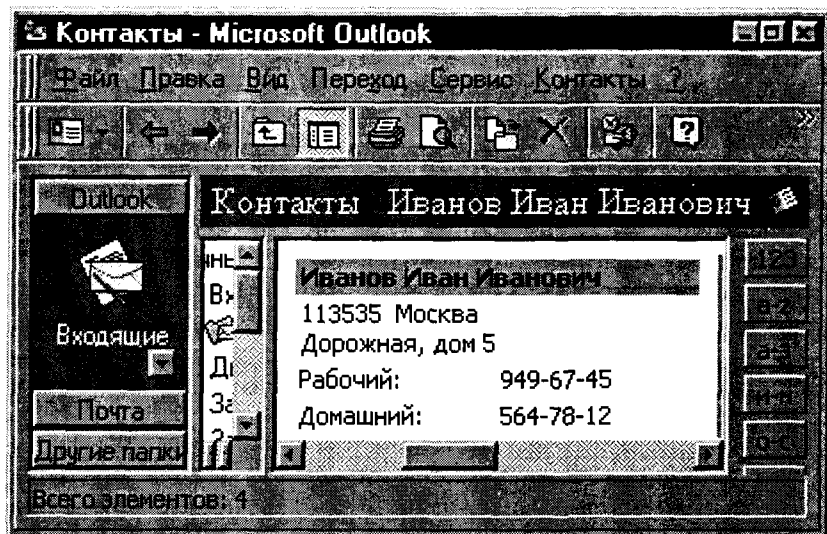 Контакты - Microsoft Outlook
Файл Правка Вид Переход Сервис Контакты ?
Outlook
Контакты Иванов Иван Иванович
Входящие
Почта
Другие папки
Иванов Иван Иванович
113535 Москва
Дорожная, дом 5
Рабочий: 949-67-45
Домашний: 564-78-12
123
a-z
Всего элементов: 4